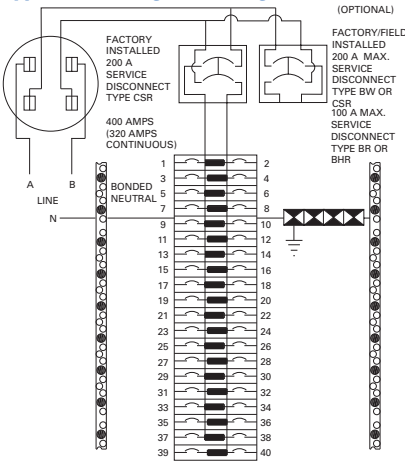 (OPTIONAL)
FACTORY
INSTALLED
200 A
SERVICE
DISCONNECT
TYPE CSR
400 AMPS
(320 AMPS
CONTINUOUS)
FACTORY/FIELD
INSTALLED
200 A MAX.
SERVICE
DISCONNECT
TYPE BW OR
CSR
100 A MAX.
SERVICE
DISCONNECT
TYPE BR OR
BHR
A B
LINE
N
BONDED
NEUTRAL
1 2
3 4
5 6
7 8
9 10
11 12
13 14
15 16
17 18
19 20
21 22
23 24
25 26
27 28
29 30
31 32
33 34
35 36
37 38
39 40